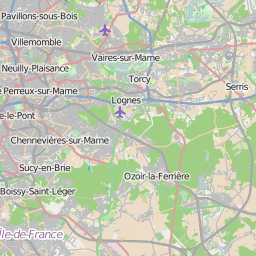 Pavillons-sous-Bois
Villemomble
Vaires-sur-Marne
Neuilly-Plaisance
Torcy
Serris
e Perreux-sur-Marne
Lognes
le-le-Pont
Chennevières-sur-Marne
Sucy-en-Brie
Ozoir-la-Ferrière
Boissy-Saint-Léger
Île-de-France